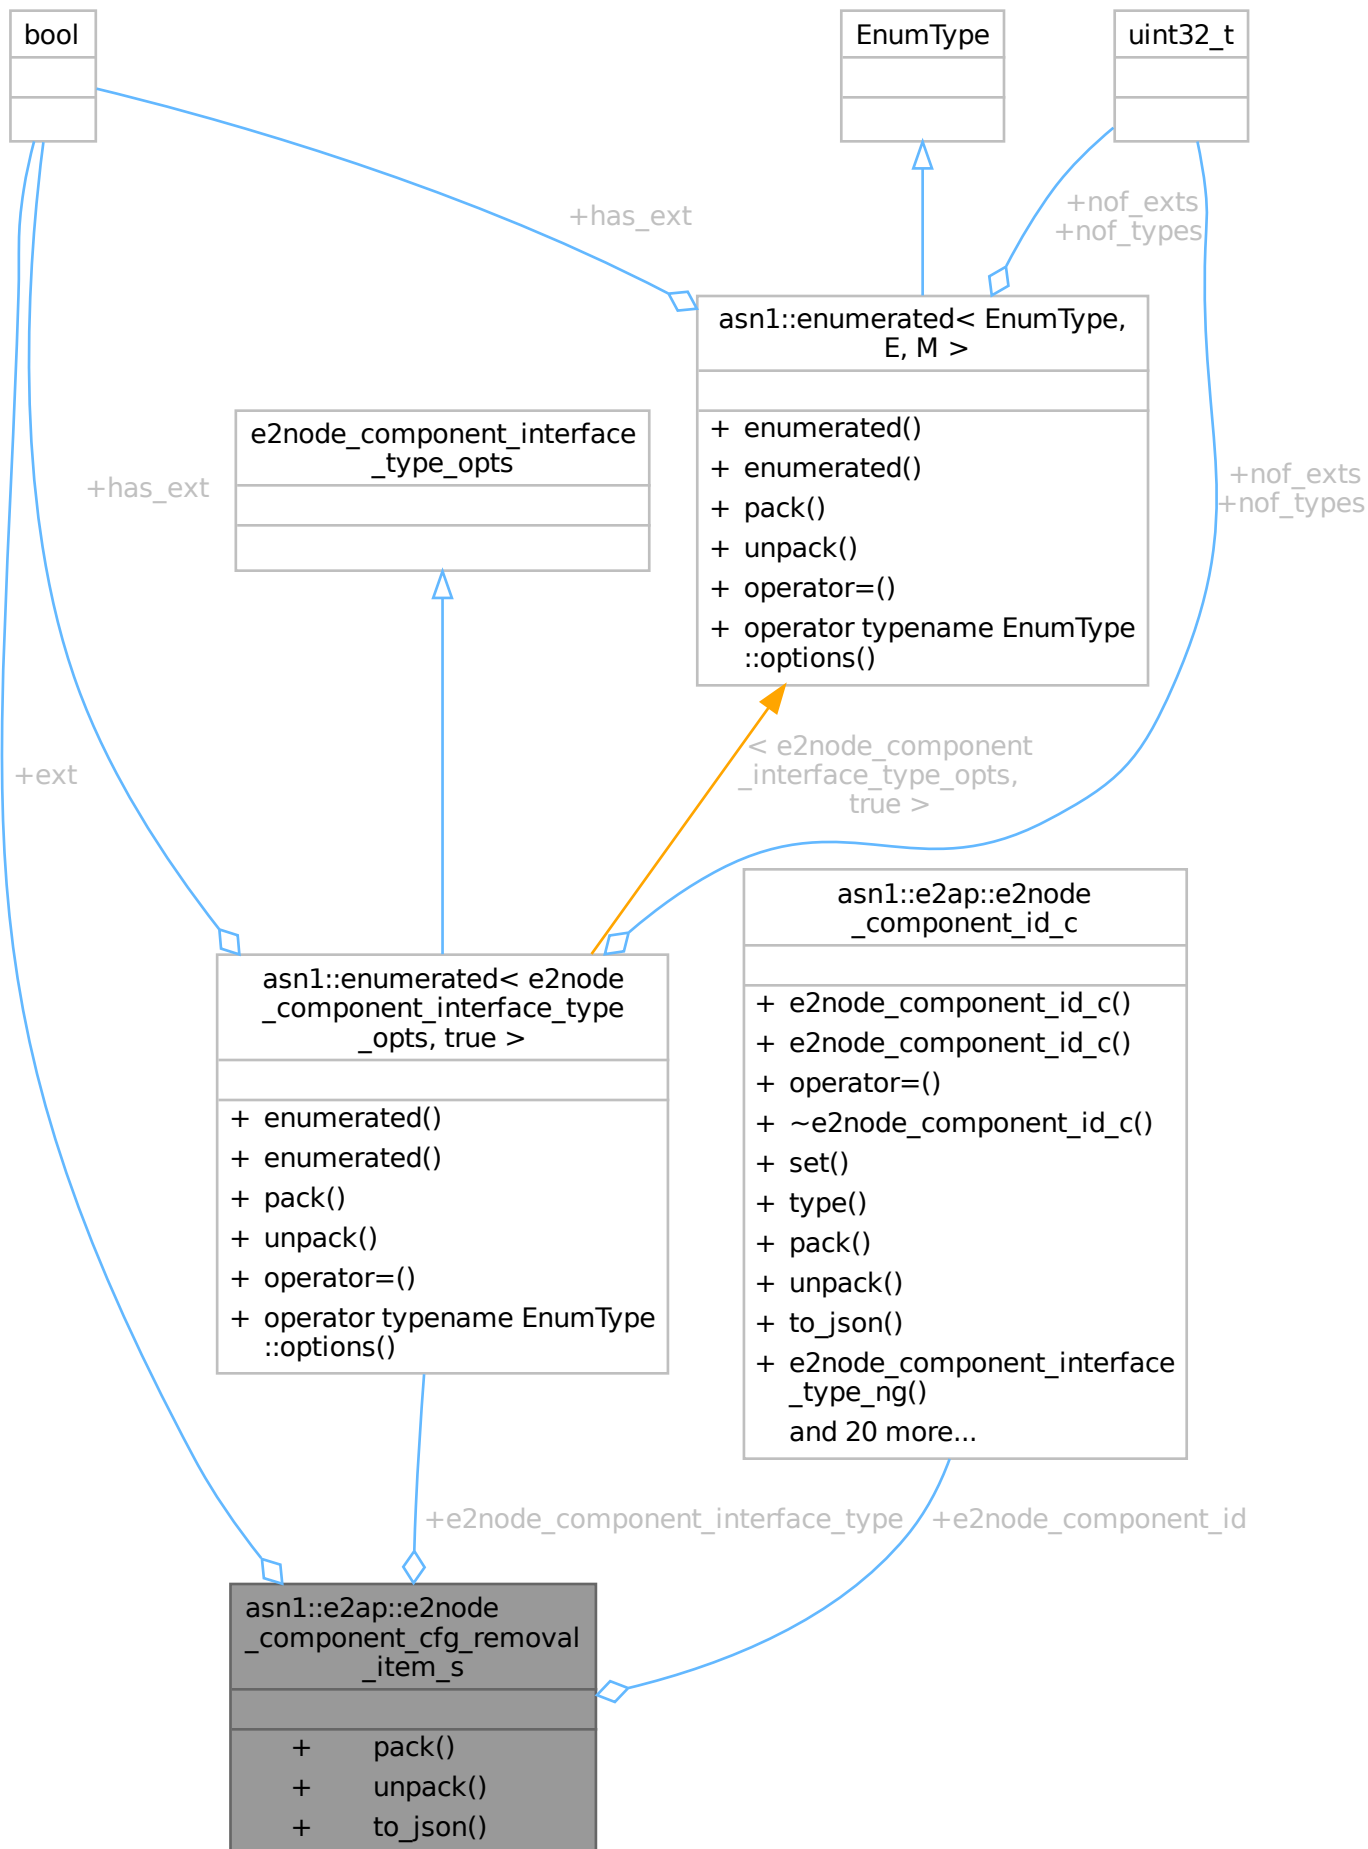 bool
EnumType
uint32_t
+has_ext
+nof_exts
+nof_types
asn1::enumerated< EnumType,
E, M >
+ enumerated()
+ enumerated()
+ pack()
+ unpack()
+ operator=()
+ operator typename EnumType
::options()
e2node_component_interface
_type_opts
+has_ext
+nof_exts
+nof_types
+ext
< e2node_component
_interface_type_opts,
true >
asn1::enumerated< e2node
_component_interface_type
_opts, true >
+ enumerated()
+ enumerated()
+ pack()
+ unpack()
+ operator=()
+ operator typename EnumType
::options()
asn1::e2ap::e2node
_component_id_c
+ e2node_component_id_c()
+ e2node_component_id_c()
+ operator=()
+ ~e2node_component_id_c()
+ set()
+ type()
+ pack()
+ unpack()
+ to_json()
+ e2node_component_interface
_type_ng()
and 20 more...
+e2node_component_interface_type
+e2node_component_id
asn1::e2ap::e2node
_component_cfg_removal
_item_s
+ pack()
+ unpack()
+ to_json()